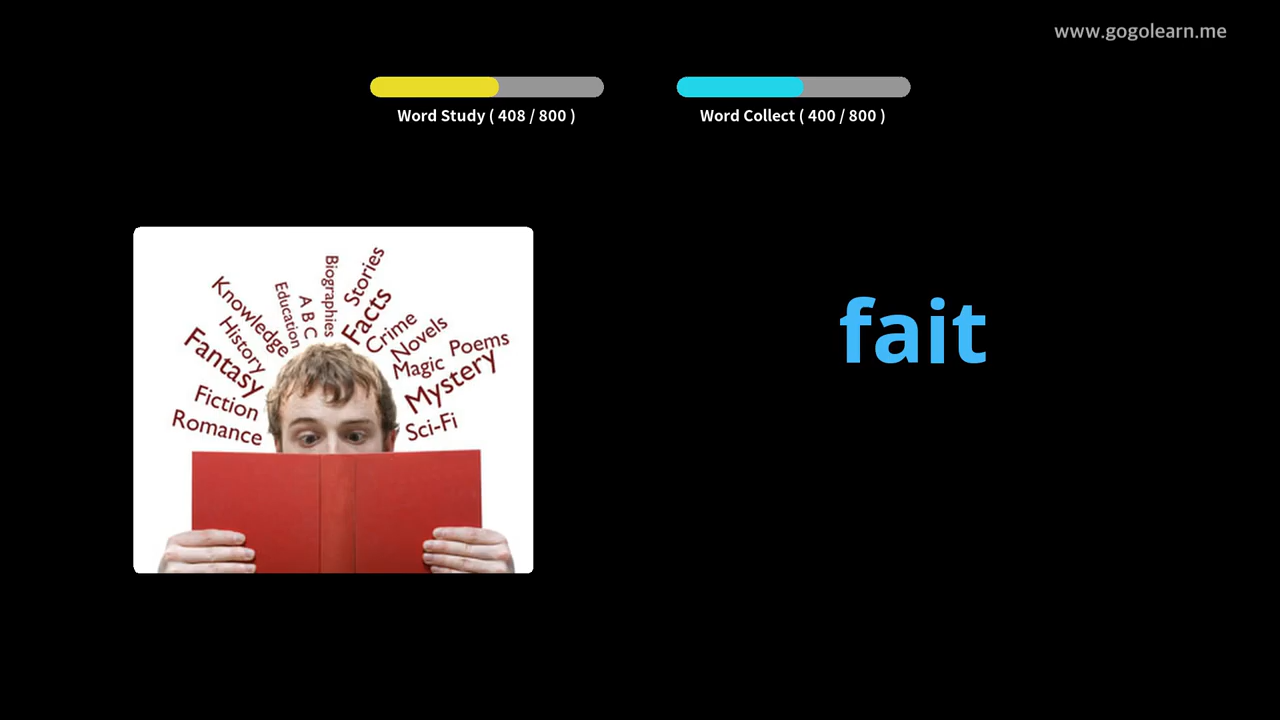 www.gogolearn.me
Word Study ( 408 / 800 )
Word Collect ( 400 / 800 )
Knowledge
Education
A B C
Biographies
Stories
Facts
History
Crime
Novels
Fantasy
Magic
Poems
Mystery
Fiction
Romance
Sci-Fi
fait